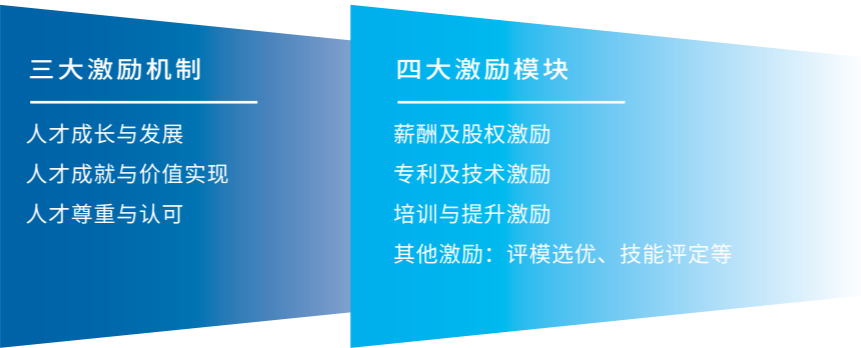 三大激励机制
人才成长与发展
人才成就与价值实现
人才尊重与认可
四大激励模块
薪酬及股权激励
专利及技术激励
培训与提升激励
其他激励：评模选优、技能评定等